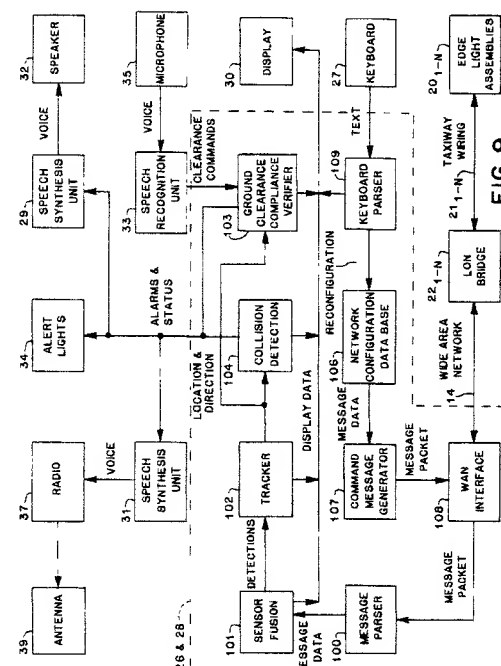 39
ANTENNA
37
RADIO
VOICE
31
SPEECH
SYNTHESIS
UNIT
34
ALERT
LIGHTS
ALARMS &
STATUS
29
SPEECH
SYNTHESIS
UNIT
VOICE
32
SPEAKER
33
SPEECH
RECOGNITION
UNIT
VOICE
35
MICROPHONE
CLEARANCE
COMMANDS
26 & 28
LOCATION &
DIRECTION
101
SENSOR
FUSION
DETECTIONS
102
TRACKER
104
COLLISION
DETECTION
103
GROUND
CLEARANCE
COMPLIANCE
VERIFIER
30
DISPLAY
DISPLAY DATA
MESSAGE
DATA
100
MESSAGE
PARSER
MESSAGE
PACKET
107
COMMAND
MESSAGE
GENERATOR
MESSAGE
DATA
106
NETWORK
CONFIGURATION
DATA BASE
RECONFIGURATION
109
KEYBOARD
PARSER
TEXT
27
KEYBOARD
MESSAGE
PACKET
108
WAN
INTERFACE
WIDE AREA
NETWORK
14
22 1-N
LON
BRIDGE
TAXIWAY
WIRING
21 1-N
20 1-N
EDGE
LIGHT
ASSEMBLIES
FIG. 9